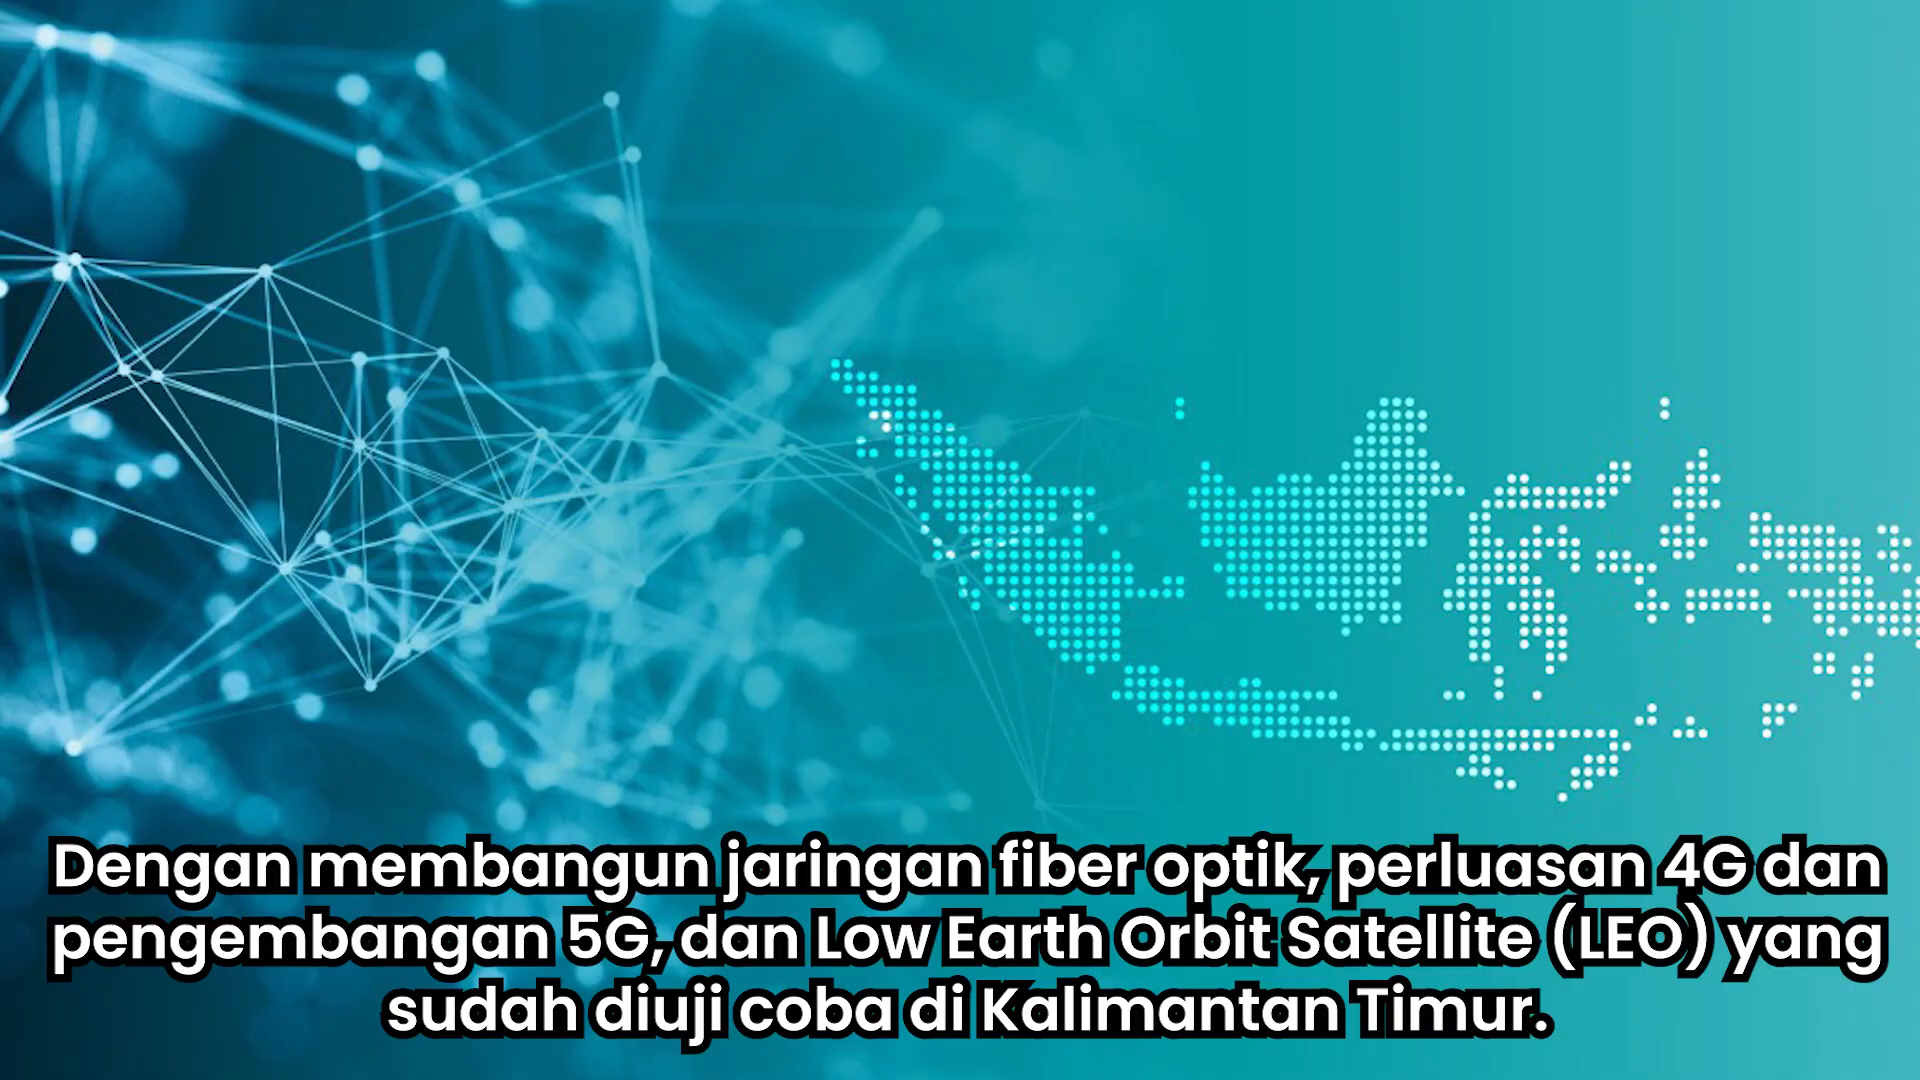 Dengan membangun jaringan fiber optik, perluasan 4G dan
pengembangan 5G, dan Low Earth Orbit Satellite (LEO) yang
sudah diuji coba di Kalimantan Timur.